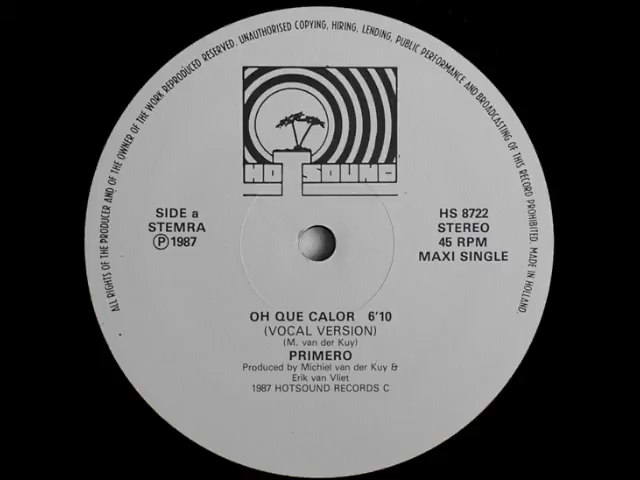 ALL RIGHTS OF THE PRODUCER AND OF THE OWNER OF THE WORK REPRODUCED RESERVED, UNAUTHORISED COPYING, HIRING, LENDING, PUBLIC PERFORMANCE AND BROADCASTING OF THIS RECORD PROHIBITED. MADE IN HOLLAND.
HOT SOUND
SIDE a
STEMRA
Ⓟ1987
HS 8722
STEREO
45 RPM
MAXI SINGLE
OH QUE CALOR 6'10
(VOCAL VERSION)
(M. van der Kuy)
PRIMERO
Produced by Michiel van der Kuy &
Erik van Vliet
1987 HOTSOUND RECORDS C